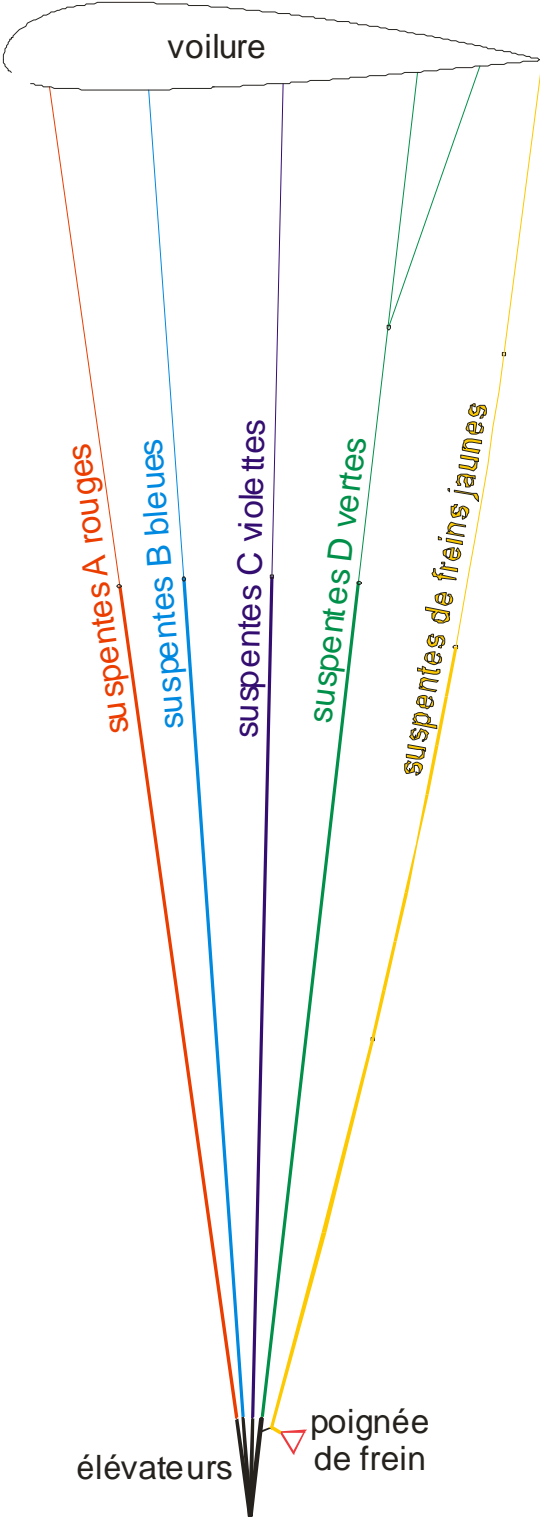 voilure
suspentes A rouges
suspentes B bleues
suspentes C violettes
suspentes D vertes
suspentes de freins jaunes
poignée
de frein
élévateurs